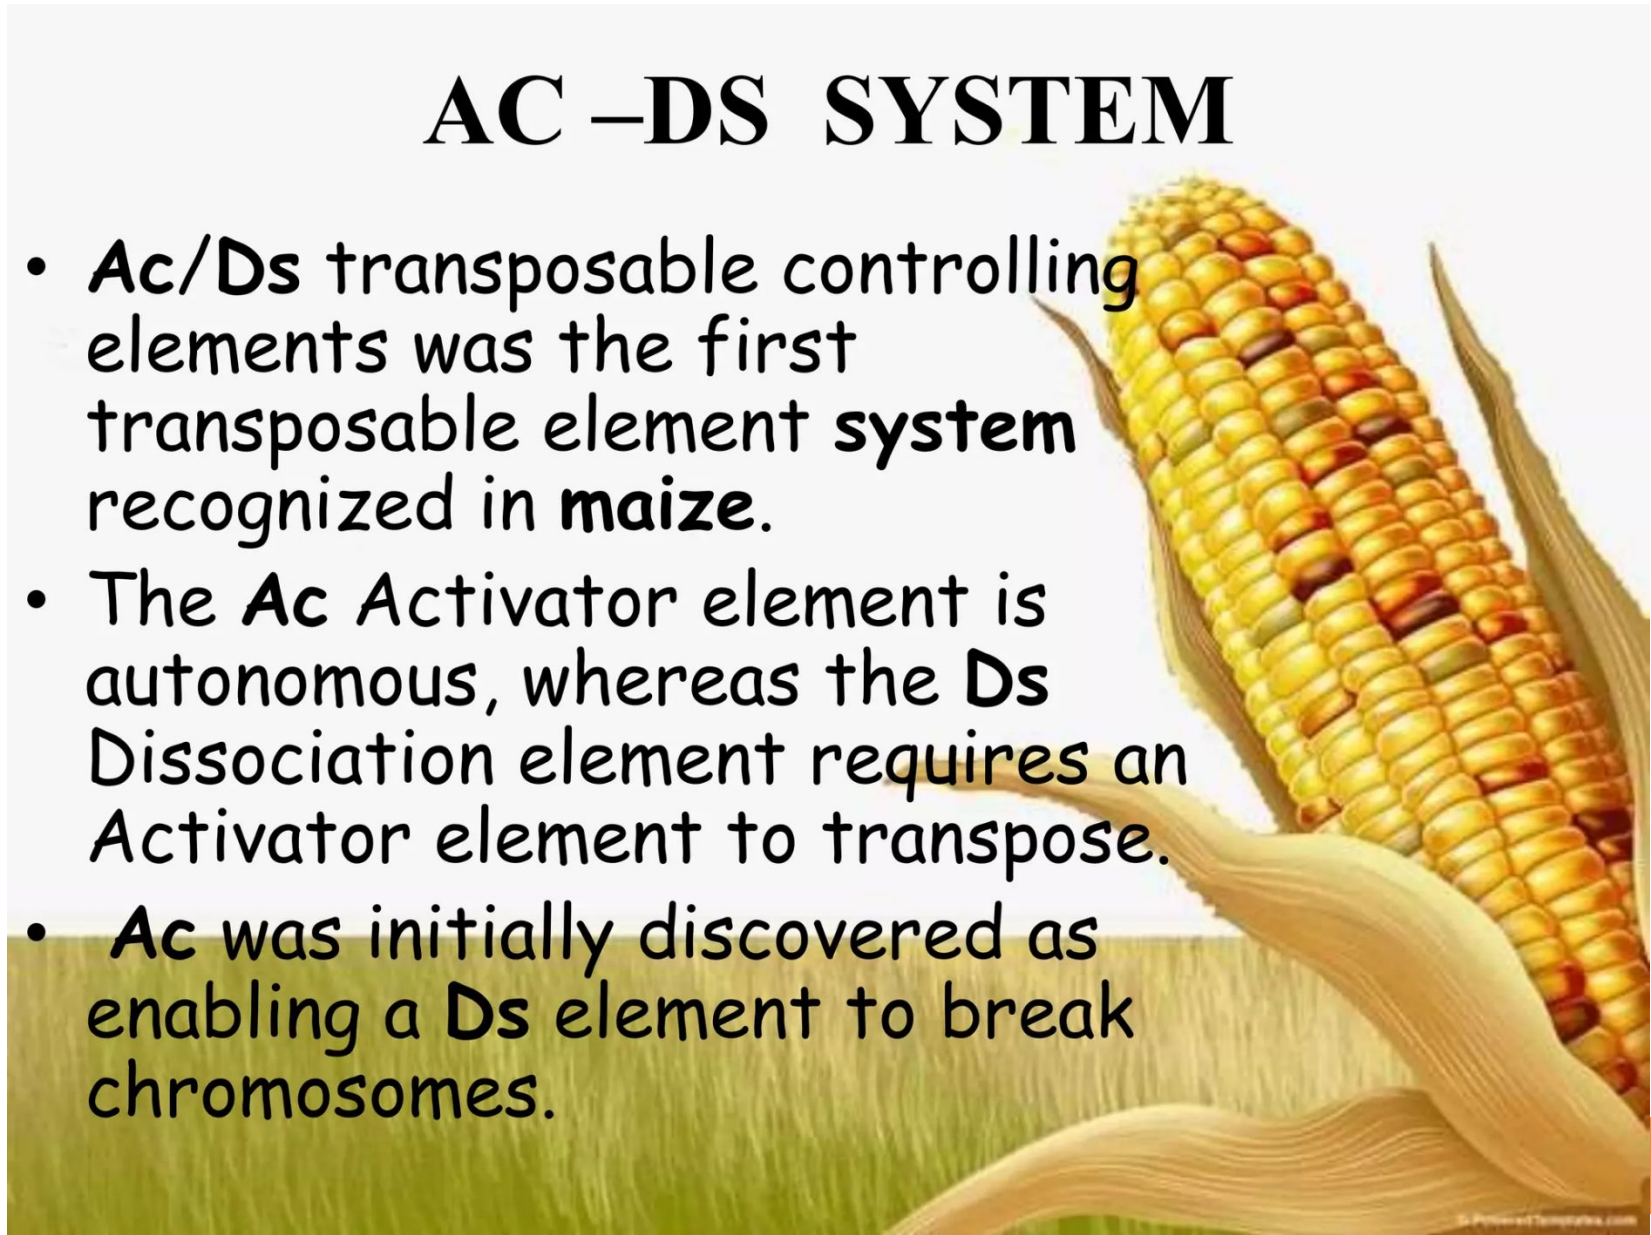 AC –DS SYSTEM
• Ac/Ds transposable controlling
elements was the first
transposable element system
recognized in maize.
• The Ac Activator element is
autonomous, whereas the Ds
Dissociation element requires an
Activator element to transpose.
• Ac was initially discovered as
enabling a Ds element to break
chromosomes.
© PoweredTemplates.com